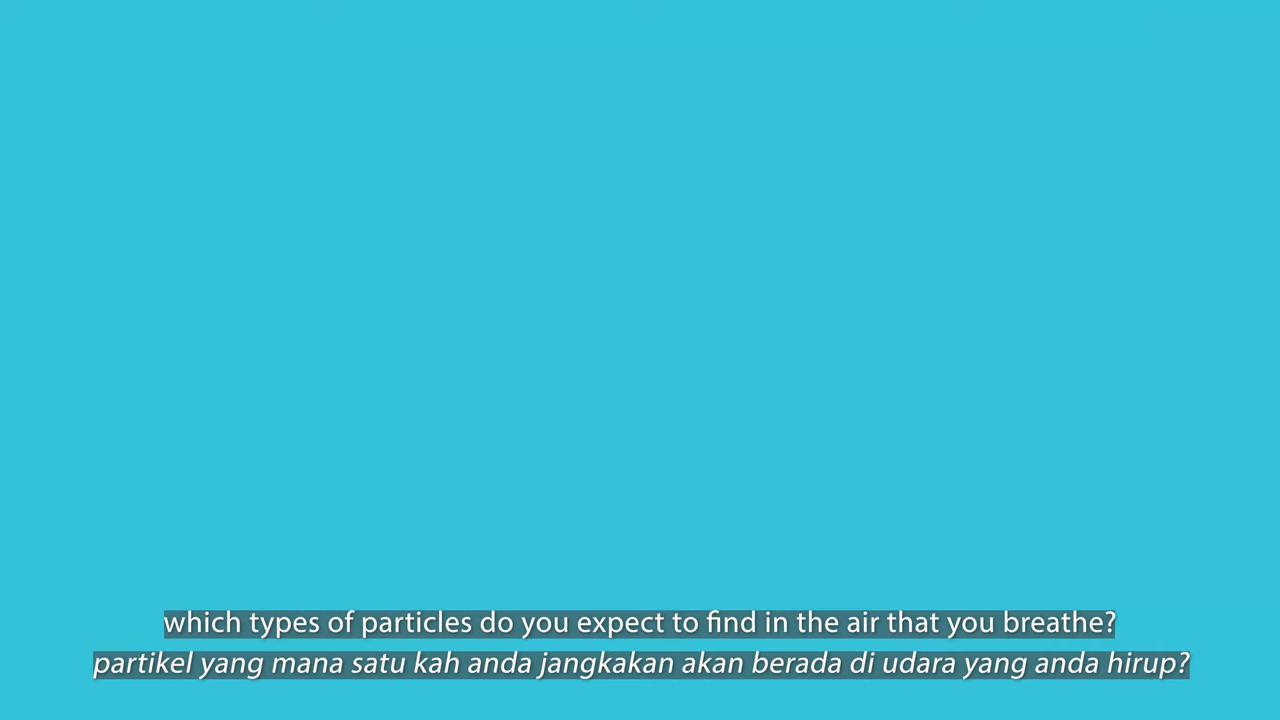 which types of particles do you expect to find in the air that you breathe?
partikel yang mana satu kah anda jangkakan akan berada di udara yang anda hirup?